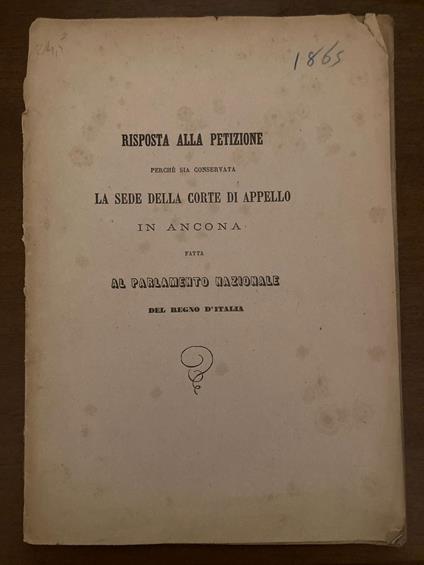 1865
RISPOSTA ALLA PETIZIONE
PERCHÈ SIA CONSERVATA
LA SEDE DELLA CORTE DI APPELLO
IN ANCONA
FATTA
AL PARLAMENTO NAZIONALE
DEL REGNO D'ITALIA